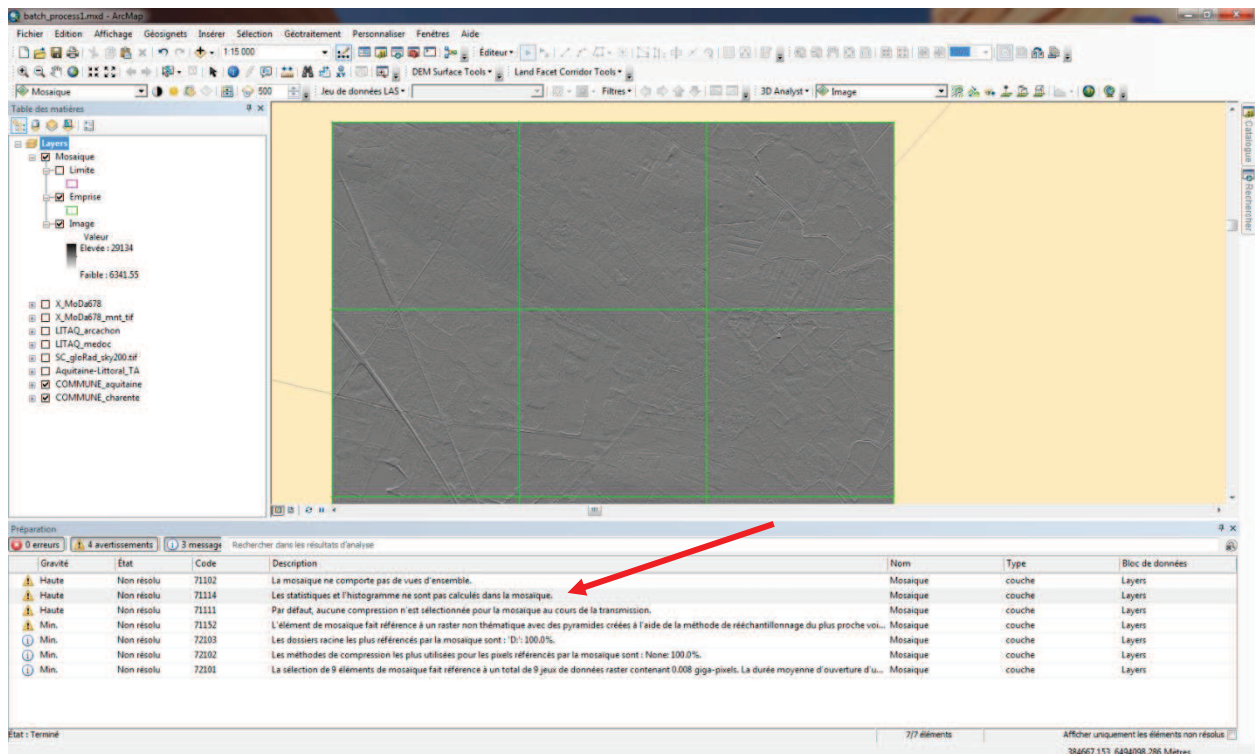 batch_process1.mxd - ArcMap
Fichier Edition Affichage Géosignets Insérer Sélection Géotraitement Personnaliser Fenêtres Aide
1:15 000 Éditeur
DEM Surface Tools Land Facet Corridor Tools
Mosaique 500 Jeu de données LAS Filtres 3D Analyst Image
Table des matières
Layers
Mosaique
Limite
Emprise
Image
Valeur
Elevée : 29134
Faible : 6341.55
X_MoDa678
X_MoDa678_mnt_tif
LITAQ_arcachon
LITAQ_medoc
SC_gloRad_sky200.tif
Aquitaine-Littoral_TA
COMMUNE_aquitaine
COMMUNE_charente
Catalogue
Rechercher
Préparation
0 erreurs 4 avertissements 3 message Rechercher dans les résultats d'analyse
Gravité État Code Description Nom Type Bloc de données
Haute Non résolu 71102 La mosaïque ne comporte pas de vues d'ensemble. Mosaique couche Layers
Haute Non résolu 71114 Les statistiques et l'histogramme ne sont pas calculés dans la mosaïque. Mosaique couche Layers
Haute Non résolu 71111 Par défaut, aucune compression n'est sélectionnée pour la mosaïque au cours de la transmission. Mosaique couche Layers
Min. Non résolu 71152 L'élément de mosaïque fait référence à un raster non thématique avec des pyramides créées à l'aide de la méthode de rééchantillonnage du plus proche voi... Mosaique couche Layers
Min. Non résolu 72103 Les dossiers racine les plus référencés par la mosaïque sont : 'D:': 100.0%. Mosaique couche Layers
Min. Non résolu 72102 Les méthodes de compression les plus utilisées pour les pixels référencés par la mosaïque sont : None: 100.0%. Mosaique couche Layers
Min. Non résolu 72101 La sélection de 9 éléments de mosaïque fait référence à un total de 9 jeux de données raster contenant 0.008 giga-pixels. La durée moyenne d'ouverture d'u... Mosaique couche Layers
État : Terminé 7/7 éléments Afficher uniquement les éléments non résolus
384667,153 6494098,286 Mètres